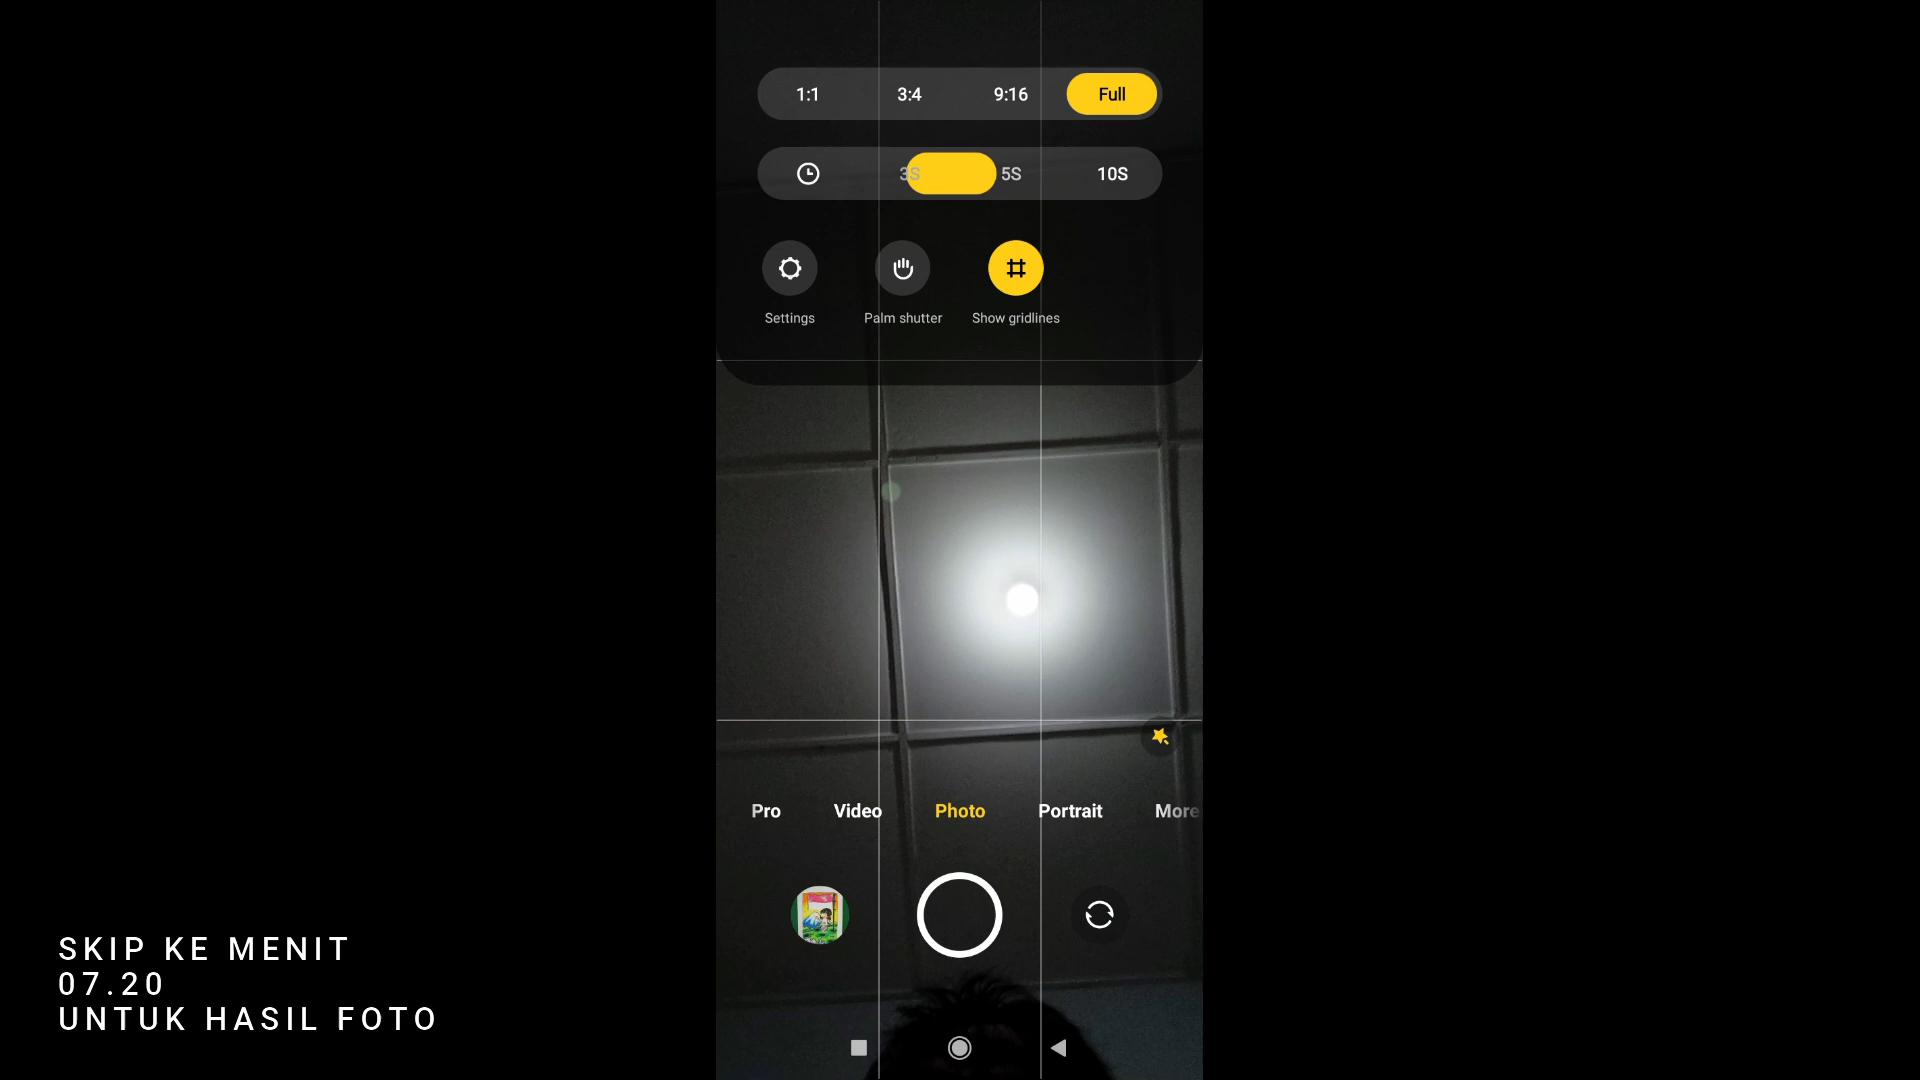 1:1 3:4 9:16 Full
3S 5S 10S
Settings Palm shutter Show gridlines
Pro Video Photo Portrait More
SKIP KE MENIT
07.20
UNTUK HASIL FOTO